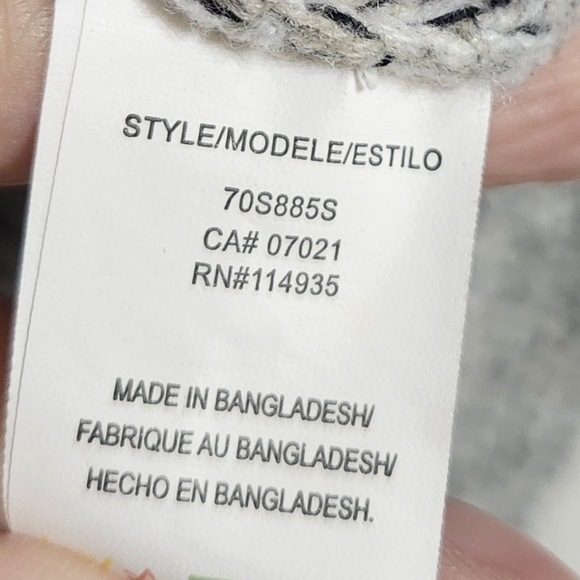 STYLE/MODELE/ESTILO
70S885S
CA# 07021
RN#114935
MADE IN BANGLADESH/
FABRIQUE AU BANGLADESH/
HECHO EN BANGLADESH.